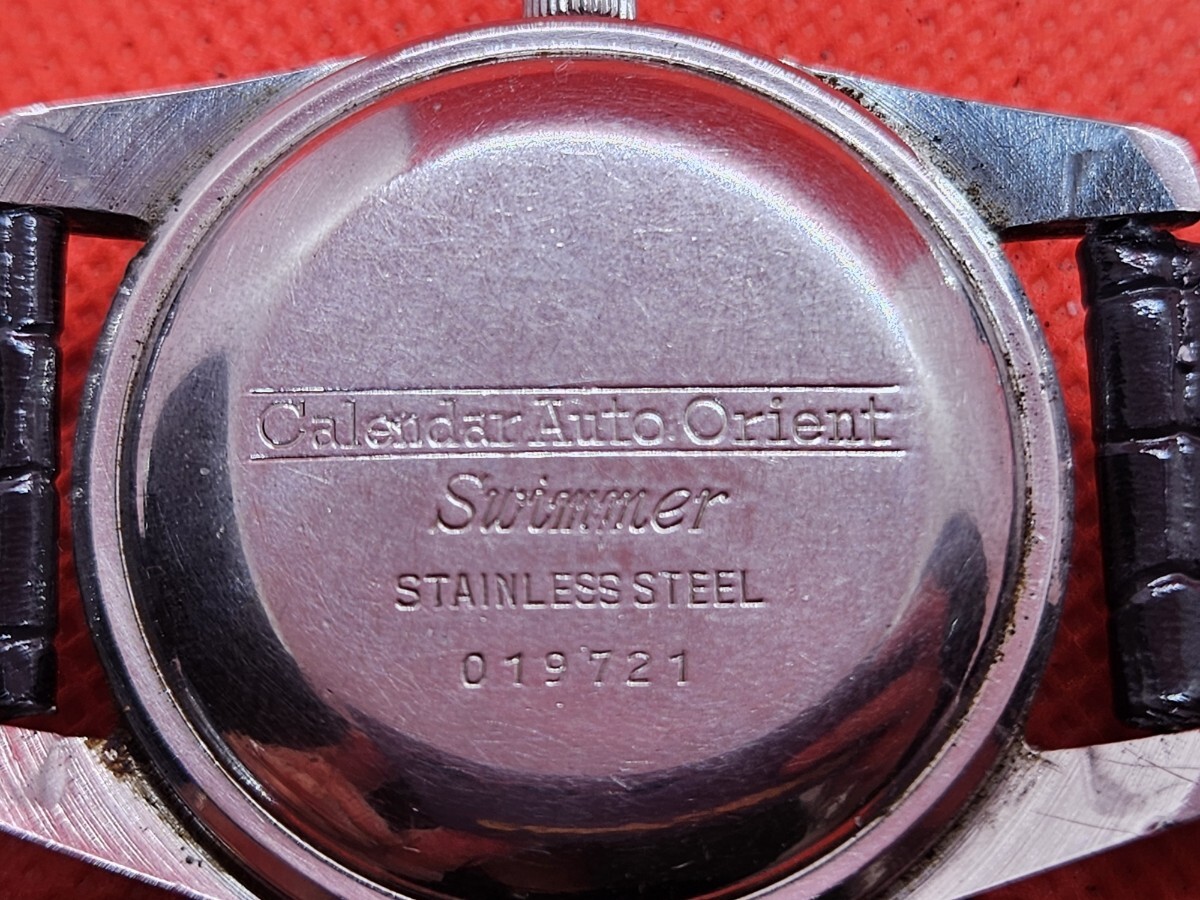 Calendar Auto Orient
Swimmer
STAINLESS STEEL
019721